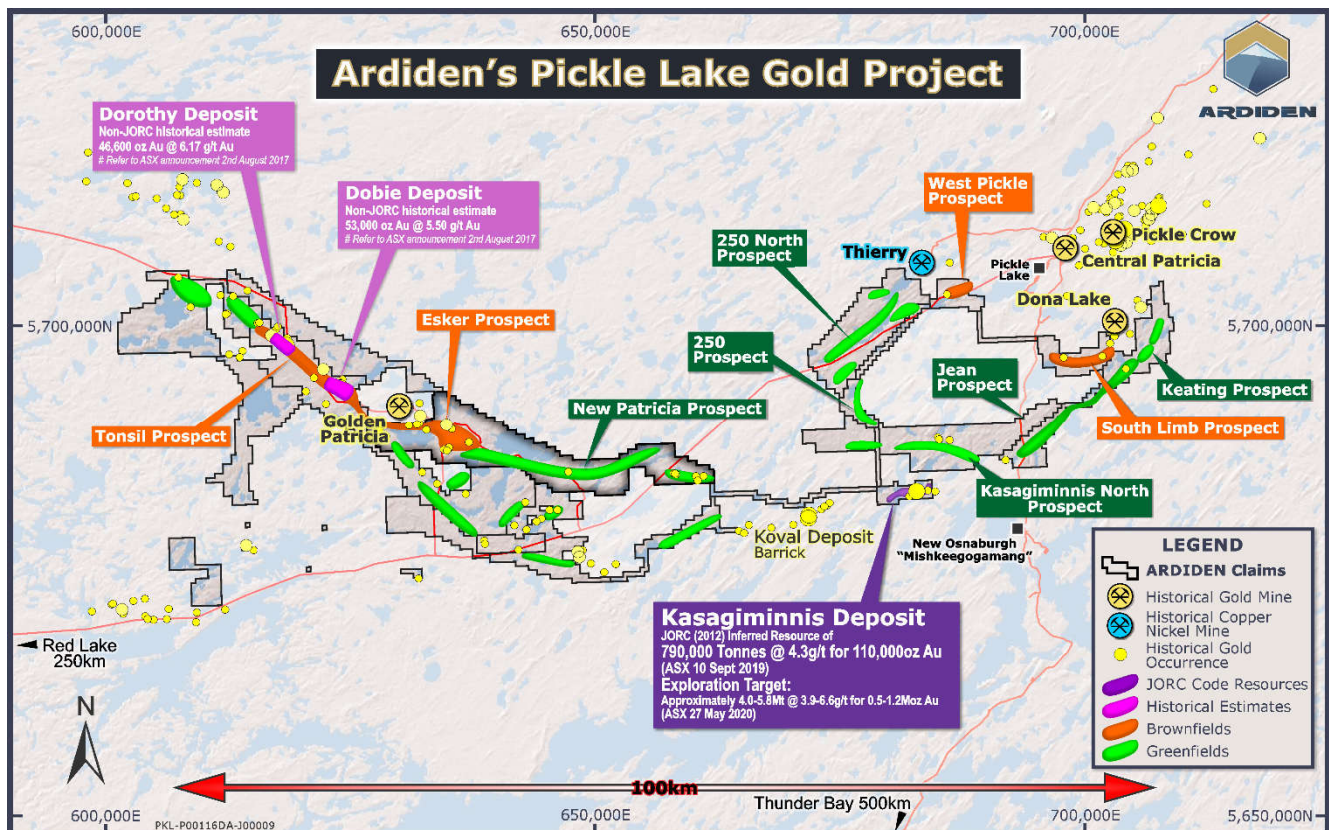 600,000E
650,000E
700,000E
Ardiden's Pickle Lake Gold Project
ARDIDEN
Dorothy Deposit
Non-JORC historical estimate
46,600 oz Au @ 6.17 g/t Au
# Refer to ASX announcement 2nd August 2017
Dobie Deposit
Non-JORC historical estimate
53,000 oz Au @ 5.50 g/t Au
# Refer to ASX announcement 2nd August 2017
West Pickle
Prospect
250 North
Prospect
Thierry
Pickle
Lake
Pickle Crow
Central Patricia
Dona Lake
5,700,000N
5,700,000N
Esker Prospect
250
Prospect
Jean
Prospect
Keating Prospect
Tonsil Prospect
Golden
Patricia
New Patricia Prospect
South Limb Prospect
Kasagiminnis North
Prospect
Koval Deposit
Barrick
New Osnaburgh
"Mishkeegogamang"
Kasagiminnis Deposit
JORC (2012) Inferred Resource of
790,000 Tonnes @ 4.3g/t for 110,000oz Au
(ASX 10 Sept 2019)
Exploration Target:
Approximately 4.0-5.8Mt @ 3.9-6.6g/t for 0.5-1.2Moz Au
(ASX 27 May 2020)
LEGEND
ARDIDEN Claims
Historical Gold Mine
Historical Copper
Nickel Mine
Historical Gold
Occurrence
JORC Code Resources
Historical Estimates
Brownfields
Greenfields
Red Lake
250km
N
100km
Thunder Bay 500km
600,000E
650,000E
700,000E
5,650,000N
PKL-P00116DA-J00009